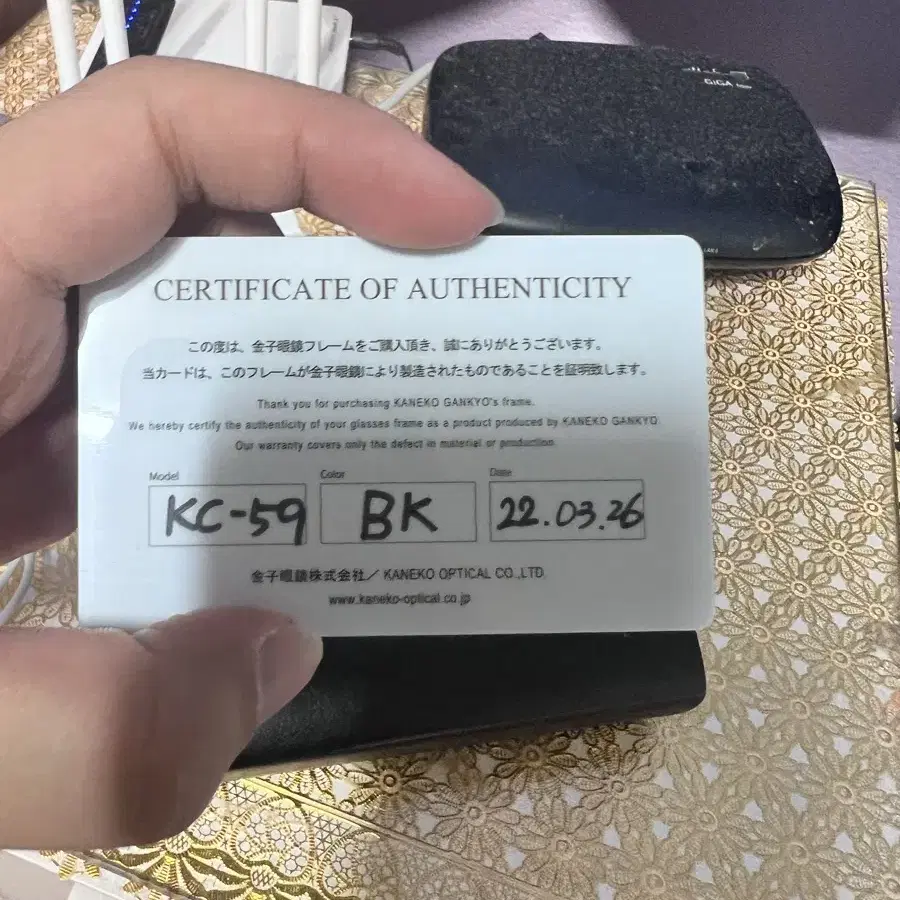 GiGA
CERTIFICATE OF AUTHENTICITY
この度は、金子眼鏡フレームをご購入頂き、誠にありがとうございます。
当カードは、このフレームが金子眼鏡により製造されたものであることを証明致します。
Thank you for purchasing KANEKO GANKYO's frame.
We hereby certify the authenticity of your glasses frame as a product produced by KANEKO GANKYO.
Our warranty covers only the defect in material or production.
Model Color Date
KC-59 BK 22.03.26
金子眼鏡株式会社／KANEKO OPTICAL CO.,LTD.
www.kaneko-optical.co.jp